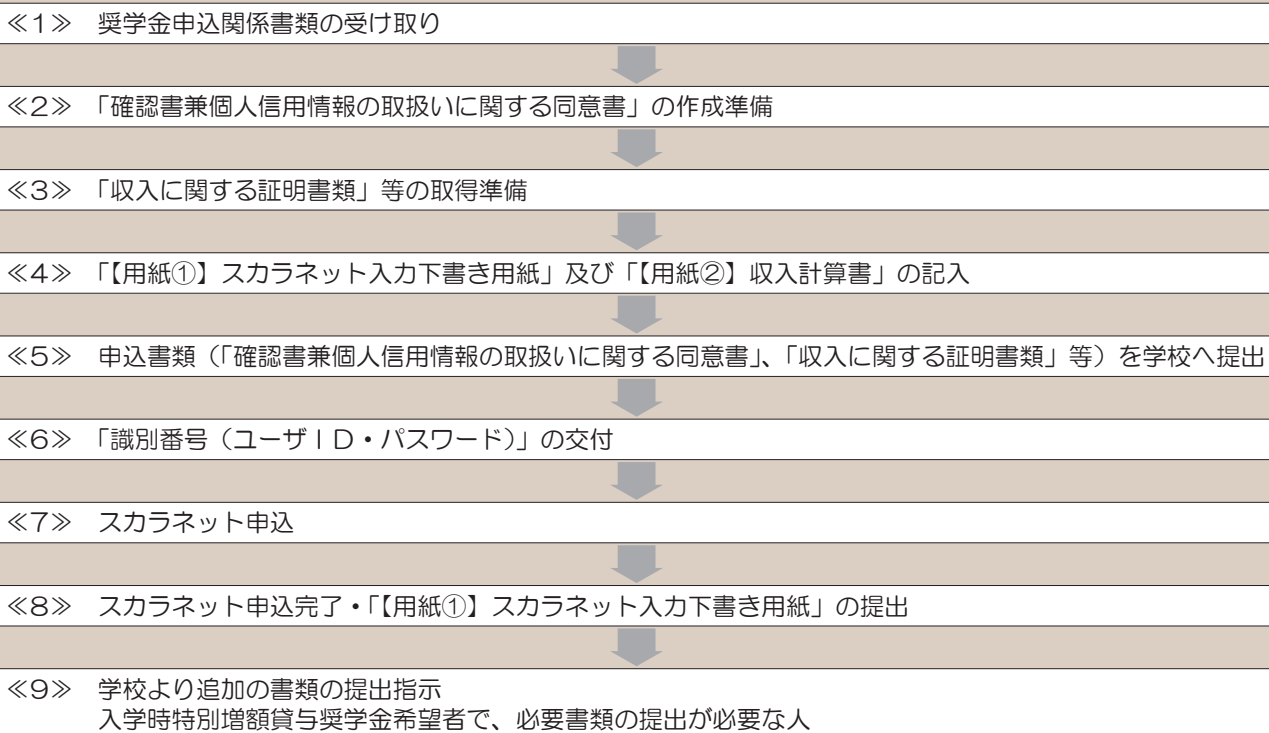 ≪1≫ 奨学金申込関係書類の受け取り
≪2≫ 「確認書兼個人信用情報の取扱いに関する同意書」の作成準備
≪3≫ 「収入に関する証明書類」等の取得準備
≪4≫ 「【用紙①】スカラネット入力下書き用紙」及び「【用紙②】収入計算書」の記入
≪5≫ 申込書類（「確認書兼個人信用情報の取扱いに関する同意書」、「収入に関する証明書類」等）を学校へ提出
≪6≫ 「識別番号（ユーザＩＤ・パスワード）」の交付
≪7≫ スカラネット申込
≪8≫ スカラネット申込完了・「【用紙①】スカラネット入力下書き用紙」の提出
≪9≫ 学校より追加の書類の提出指示
入学時特別増額貸与奨学金希望者で、必要書類の提出が必要な人